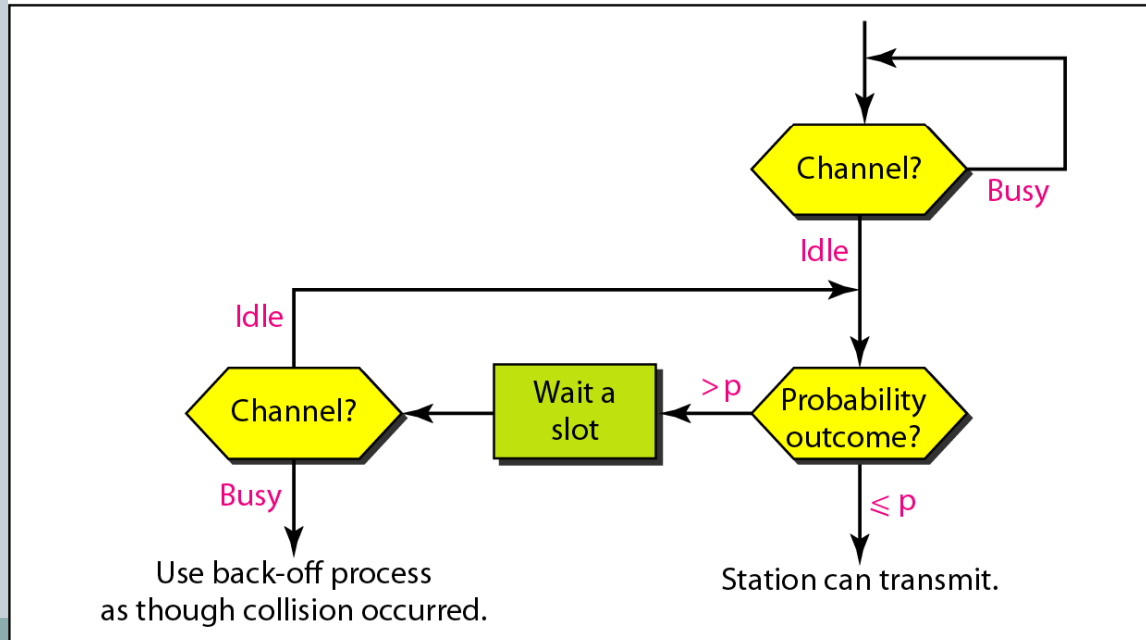 Channel?
Busy
Idle
Idle
Channel?
Wait a
slot
>p
Probability
outcome?
Busy
⩽ p
Use back-off process
as though collision occurred.
Station can transmit.